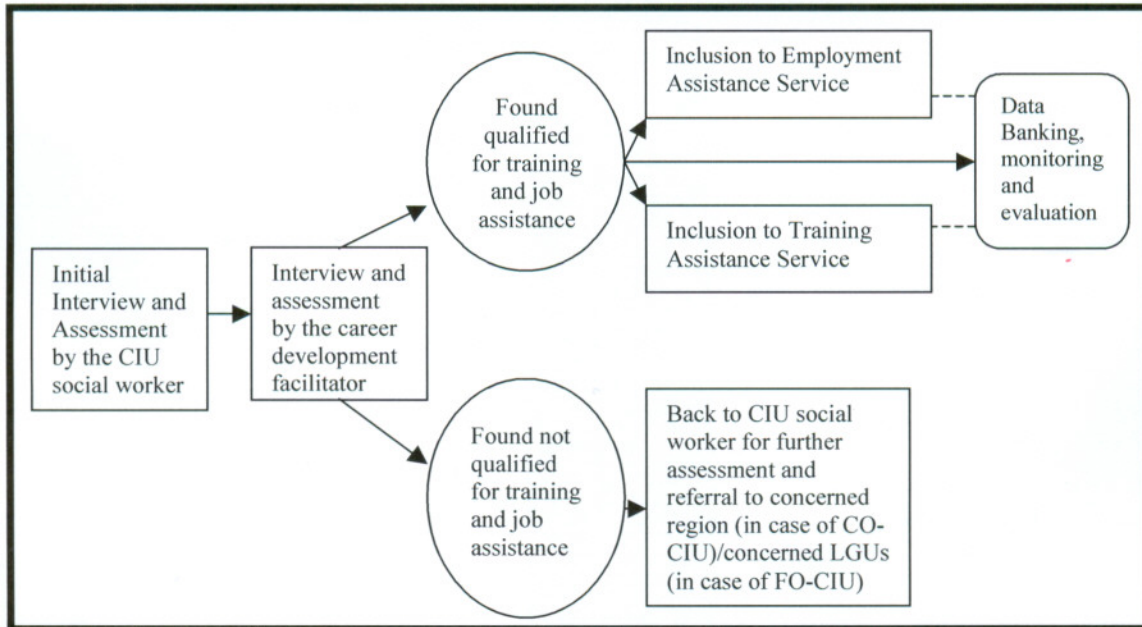 Initial
Interview and
Assessment
by the CIU
social worker
Interview and
assessment
by the career
development
facilitator
Found
qualified
for training
and job
assistance
Inclusion to Employment
Assistance Service
Inclusion to Training
Assistance Service
Data
Banking,
monitoring
and
evaluation
Found not
qualified
for training
and job
assistance
Back to CIU social
worker for further
assessment and
referral to concerned
region (in case of CO-
CIU)/concerned LGUs
(in case of FO-CIU)